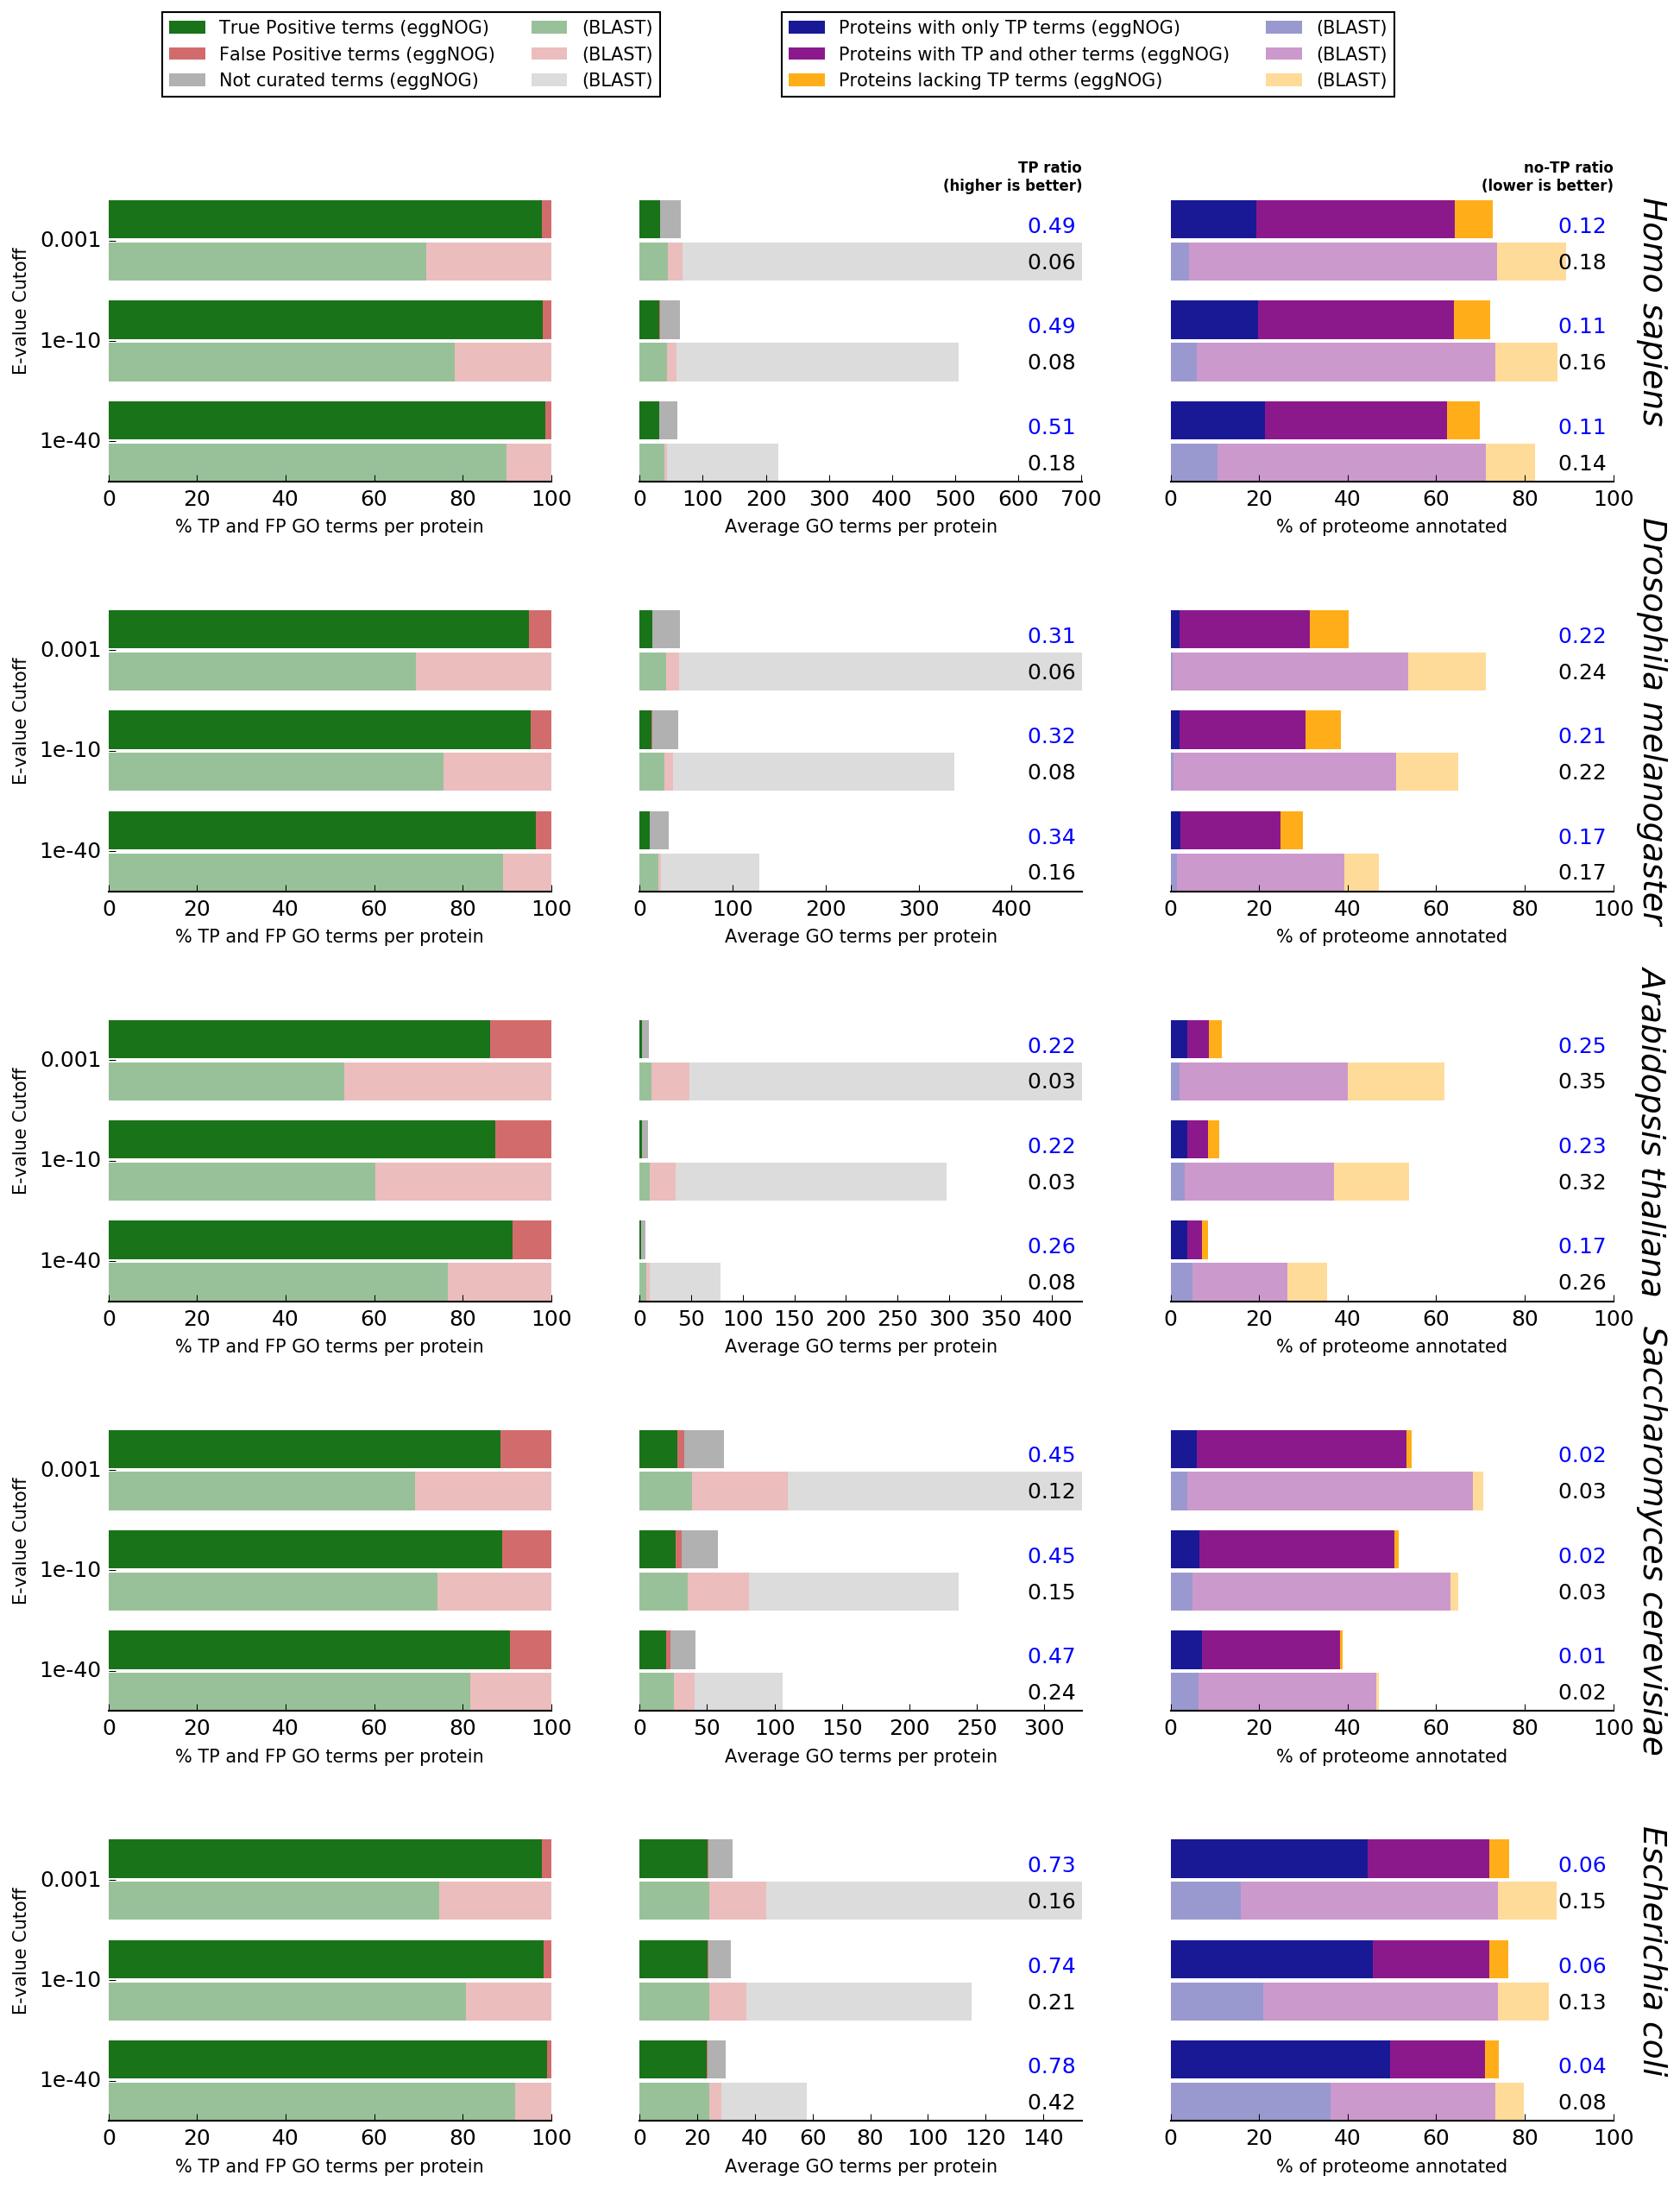 True Positive terms (eggNOG) (BLAST)
False Positive terms (eggNOG) (BLAST)
Not curated terms (eggNOG) (BLAST)
Proteins with only TP terms (eggNOG) (BLAST)
Proteins with TP and other terms (eggNOG) (BLAST)
Proteins lacking TP terms (eggNOG) (BLAST)
TP ratio
(higher is better)
no-TP ratio
(lower is better)
Homo sapiens
E-value Cutoff
0.001
0.49 0.12
0.06 0.18
1e-10
0.49 0.11
0.08 0.16
1e-40
0.51 0.11
0.18 0.14
0 20 40 60 80 100
0 100 200 300 400 500 600 700
0 20 40 60 80 100
% TP and FP GO terms per protein
Average GO terms per protein
% of proteome annotated
Drosophila melanogaster
E-value Cutoff
0.001
0.31 0.22
0.06 0.24
1e-10
0.32 0.21
0.08 0.22
1e-40
0.34 0.17
0.16 0.17
0 20 40 60 80 100
0 100 200 300 400
0 20 40 60 80 100
% TP and FP GO terms per protein
Average GO terms per protein
% of proteome annotated
Arabidopsis thaliana
E-value Cutoff
0.001
0.22 0.25
0.03 0.35
1e-10
0.22 0.23
0.03 0.32
1e-40
0.26 0.17
0.08 0.26
0 20 40 60 80 100
0 50 100 150 200 250 300 350 400
0 20 40 60 80 100
% TP and FP GO terms per protein
Average GO terms per protein
% of proteome annotated
Saccharomyces cerevisiae
E-value Cutoff
0.001
0.45 0.02
0.12 0.03
1e-10
0.45 0.02
0.15 0.03
1e-40
0.47 0.01
0.24 0.02
0 20 40 60 80 100
0 50 100 150 200 250 300
0 20 40 60 80 100
% TP and FP GO terms per protein
Average GO terms per protein
% of proteome annotated
Escherichia coli
E-value Cutoff
0.001
0.73 0.06
0.16 0.15
1e-10
0.74 0.06
0.21 0.13
1e-40
0.78 0.04
0.42 0.08
0 20 40 60 80 100
0 20 40 60 80 100 120 140
0 20 40 60 80 100
% TP and FP GO terms per protein
Average GO terms per protein
% of proteome annotated